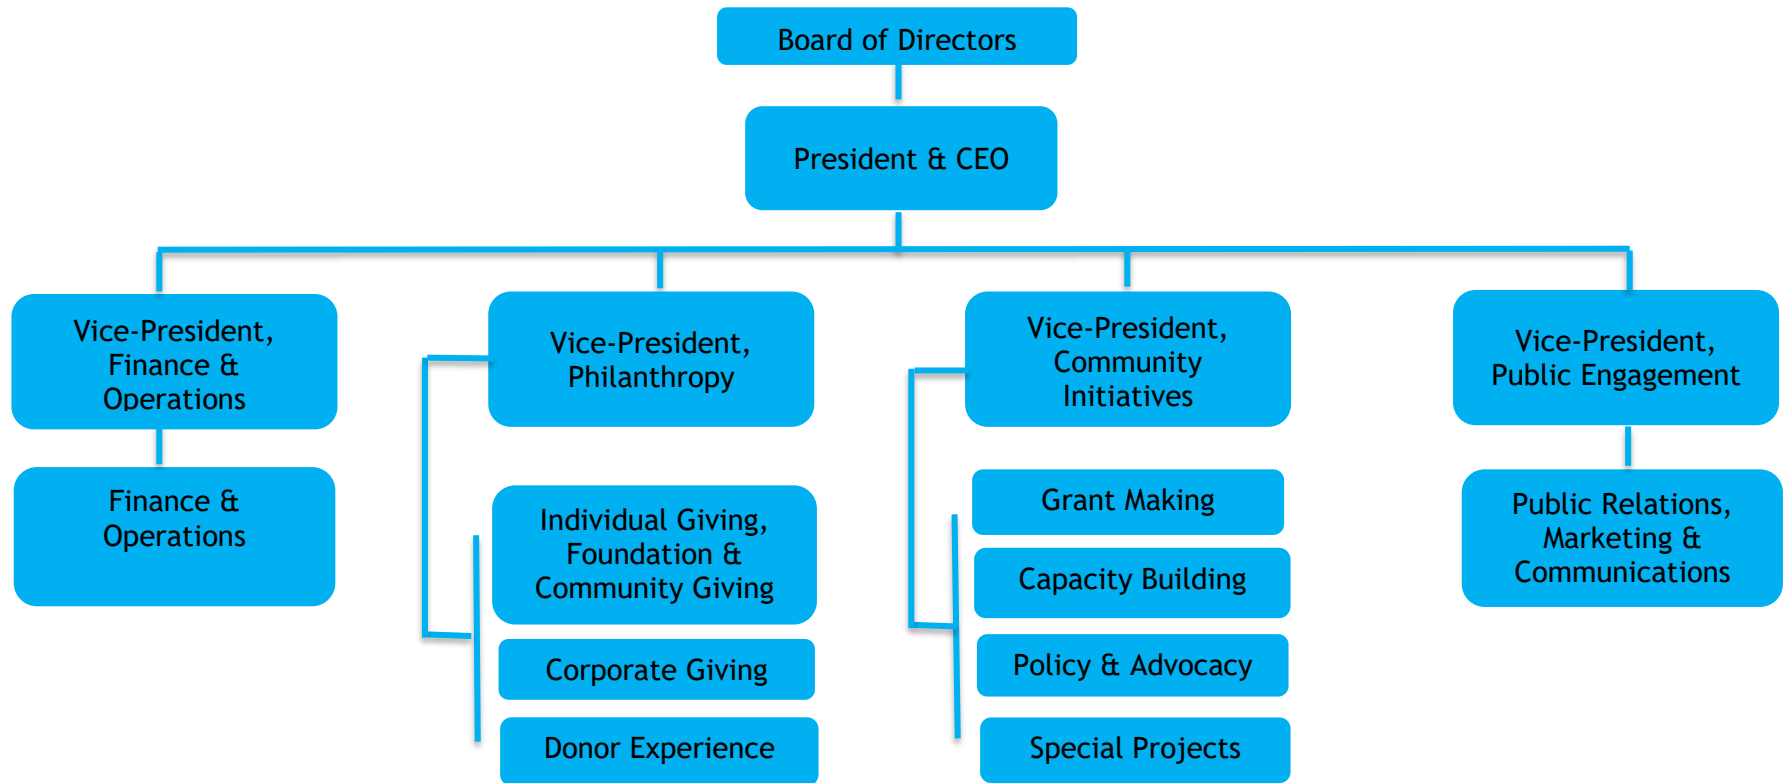 Board of Directors
President & CEO
Vice-President,
Finance &
Operations
Vice-President,
Philanthropy
Vice-President,
Community
Initiatives
Vice-President,
Public Engagement
Finance &
Operations
Individual Giving,
Foundation &
Community Giving
Corporate Giving
Donor Experience
Grant Making
Capacity Building
Policy & Advocacy
Special Projects
Public Relations,
Marketing &
Communications